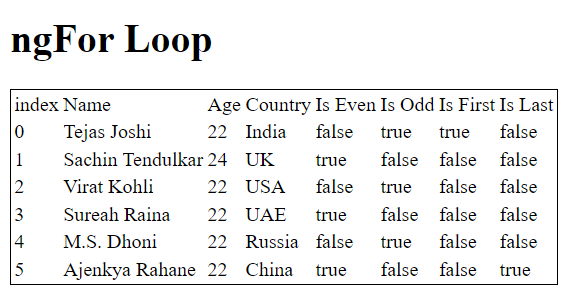 ngFor Loop
index Name Age Country Is Even Is Odd Is First Is Last
0 Tejas Joshi 22 India false true true false
1 Sachin Tendulkar 24 UK true false false false
2 Virat Kohli 22 USA false true false false
3 Sureah Raina 22 UAE true false false false
4 M.S. Dhoni 22 Russia false true false false
5 Ajenkya Rahane 22 China true false false true